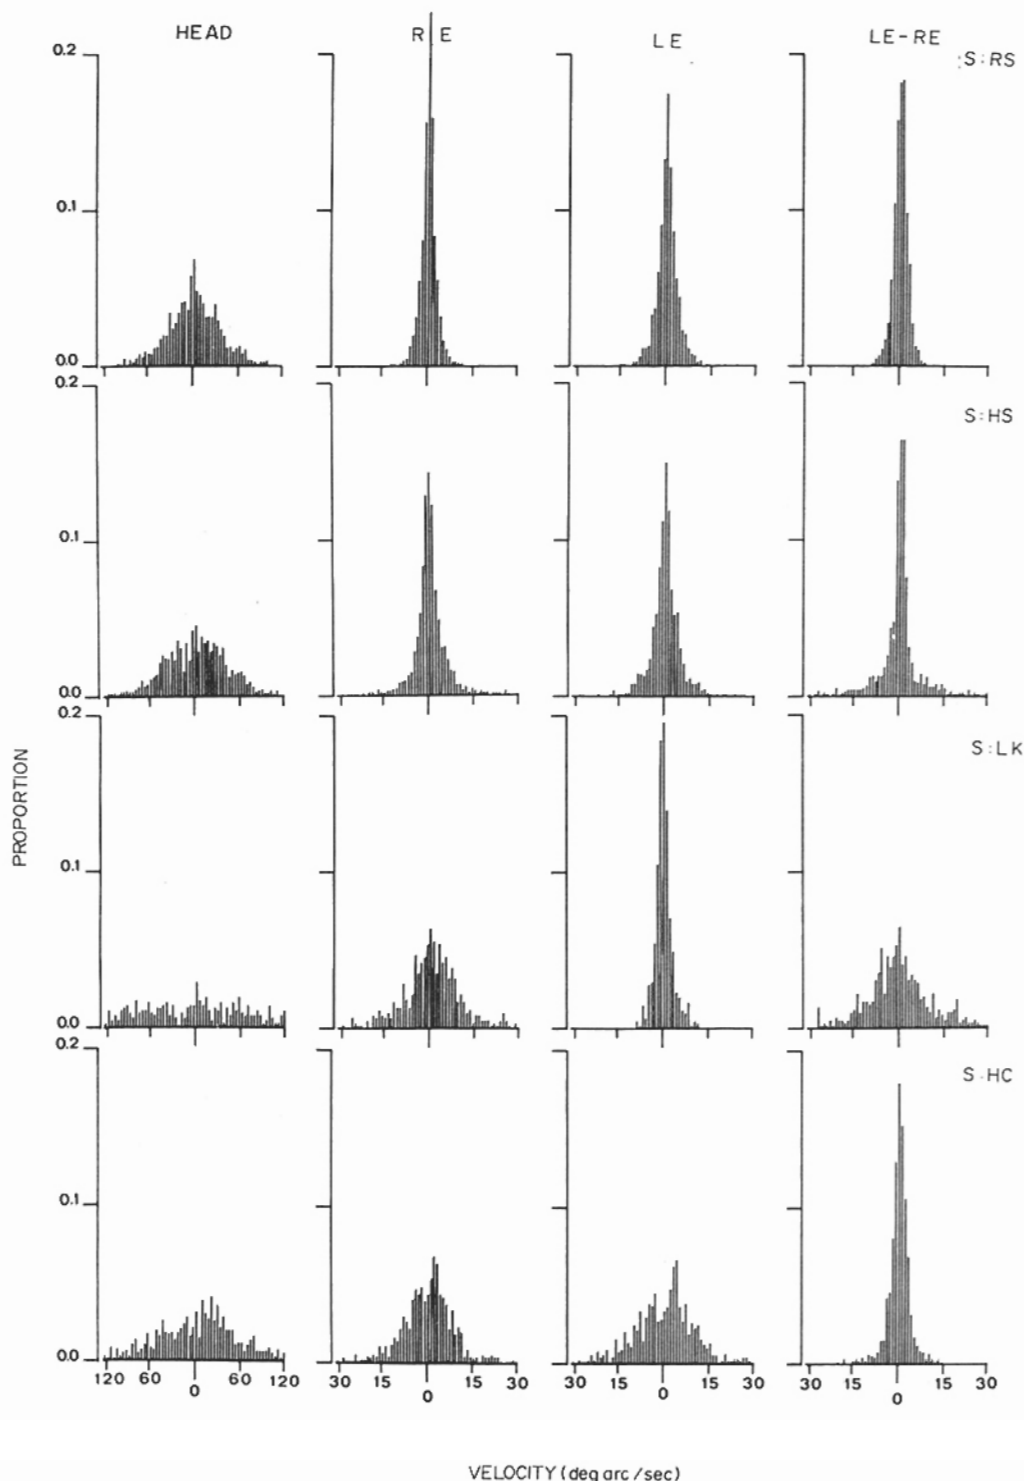 HEAD R E L E LE-RE
0.2 S:RS
0.1
0.0
0.2 S:HS
0.1
0.0
0.2 S:LK
PROPORTION
0.1
0.0
0.2 S:HC
0.1
0.0
120 60 0 60 120 30 15 0 15 30 30 15 0 15 30 30 15 0 15 30
VELOCITY (deg arc/sec)